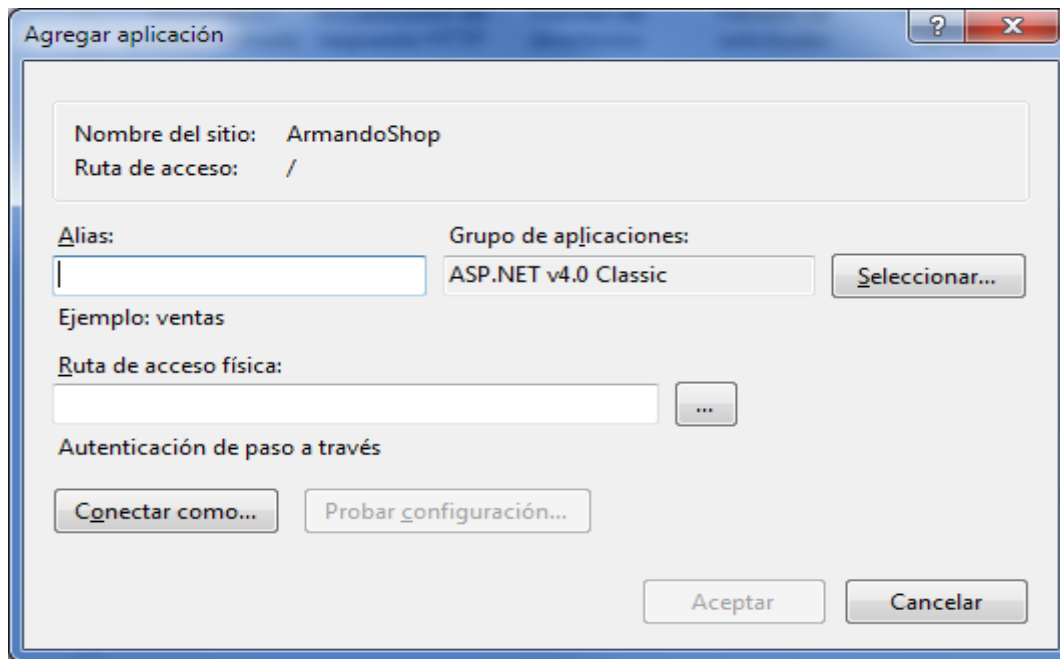 Agregar aplicación
Nombre del sitio: ArmandoShop
Ruta de acceso: /
Alias: Grupo de aplicaciones:
ASP.NET v4.0 Classic Seleccionar...
Ejemplo: ventas
Ruta de acceso física:
...
Autenticación de paso a través
Conectar como... Probar configuración...
Aceptar Cancelar